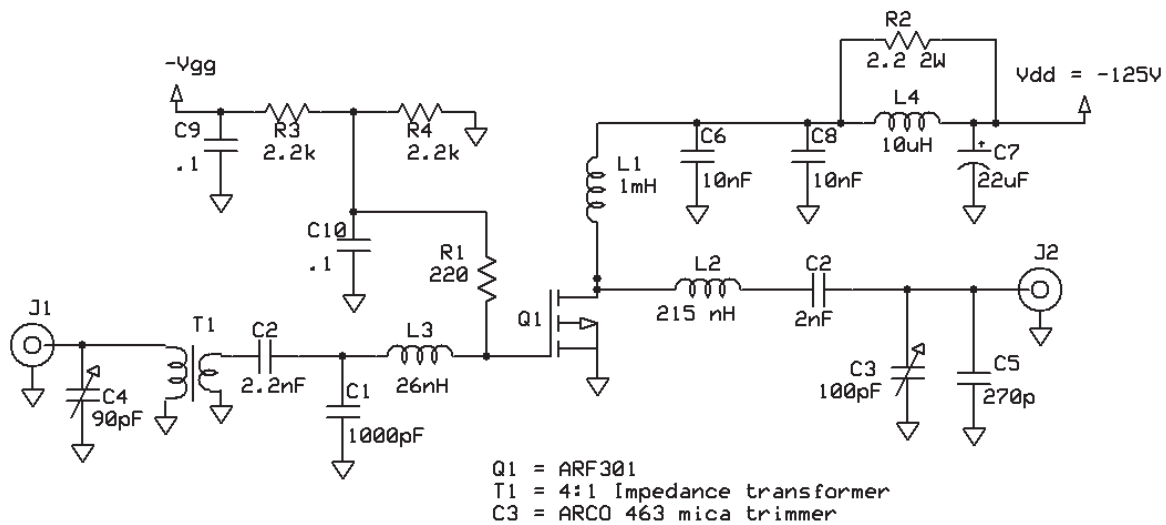 R2
2.2 2W
-Vgg
Vdd = -125V
L4
10uH
C9
.1
R3
2.2k
R4
2.2k
C6
10nF
C8
10nF
+
C7
22uF
L1
1mH
C10
.1
R1
220
J2
L2
215 nH
C2
2nF
J1
T1
C2
2.2nF
L3
26nH
Q1
C4
90pF
C1
1000pF
C3
100pF
C5
270p
Q1 = ARF301
T1 = 4:1 Impedance transformer
C3 = ARCO 463 mica trimmer